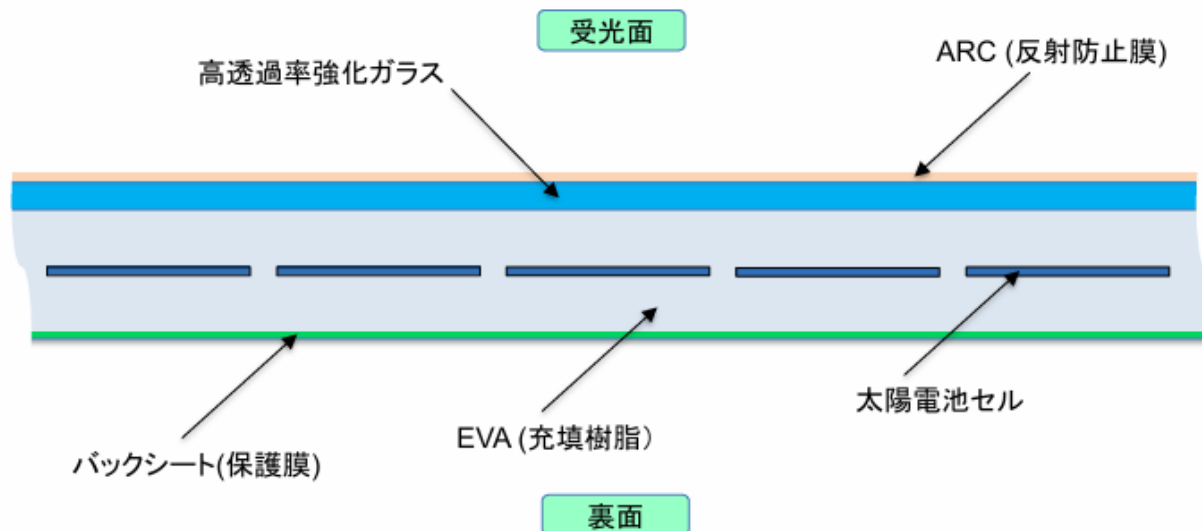 受光面
ARC (反射防止膜)
高透過率強化ガラス
太陽電池セル
EVA (充填樹脂）
バックシート(保護膜)
裏面